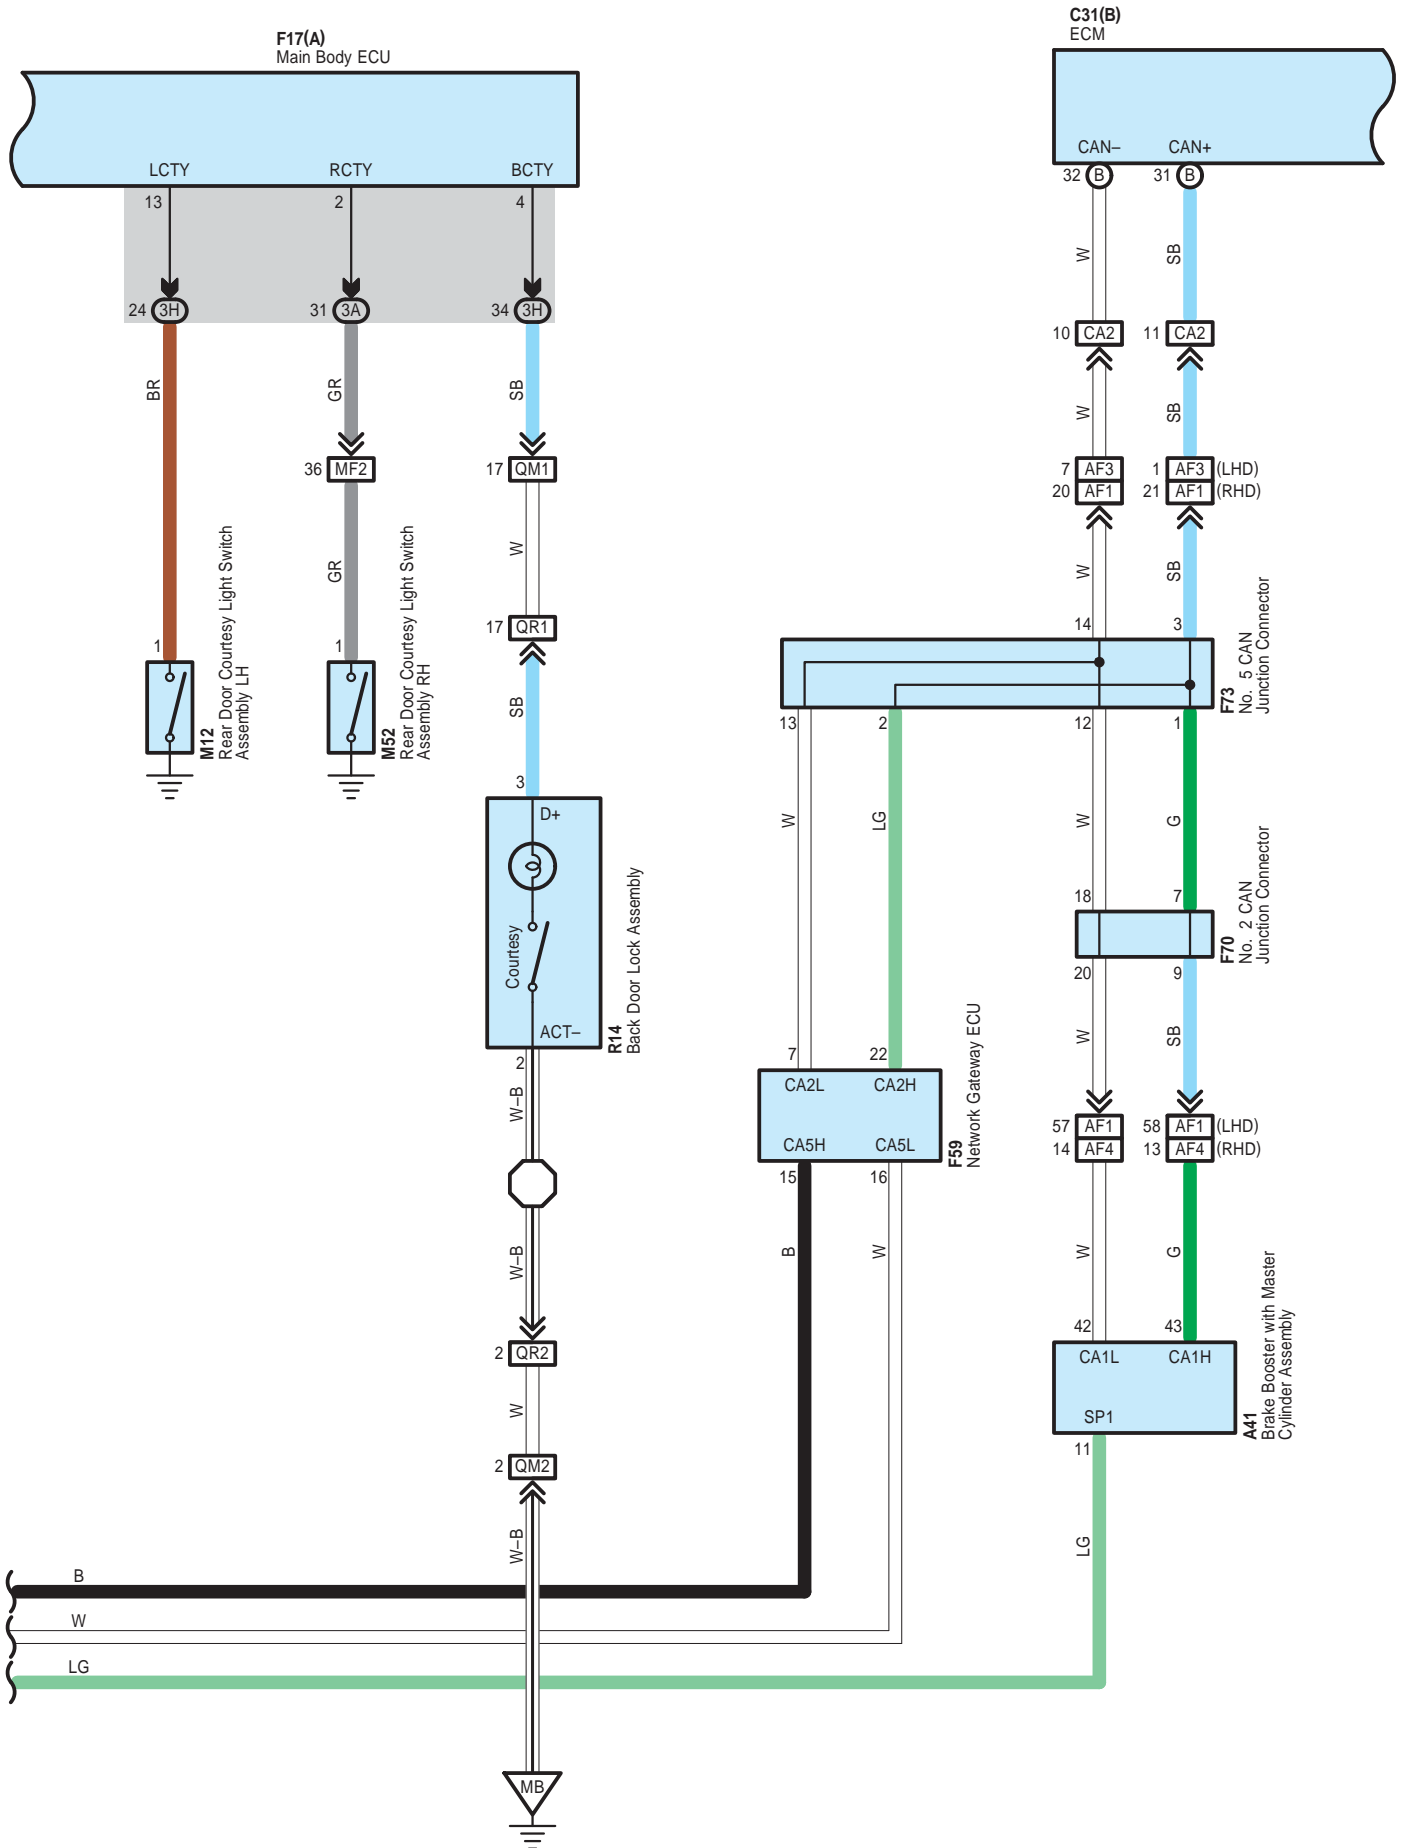 F17(A)
Main Body ECU
C31(B)
ECM
LCTY
RCTY
BCTY
CAN–
CAN+
13
2
4
32
B
31
B
24
3H
31
3A
34
3H
W
SB
10
CA2
11
CA2
BR
GR
SB
W
SB
36
MF2
17
QM1
7
AF3
1
AF3
(LHD)
20
AF1
21
AF1
(RHD)
GR
W
W
SB
17
QR1
14
3
1
1
M12
Rear Door Courtesy Light Switch
Assembly LH
M52
Rear Door Courtesy Light Switch
Assembly RH
SB
F73
No. 5 CAN
Junction Connector
13
2
12
1
3
D+
W
LG
W
G
Courtesy
ACT–
R14
Back Door Lock Assembly
18
7
F70
No. 2 CAN
Junction Connector
20
9
2
W–B
7
22
CA2L
CA2H
CA5H
CA5L
F59
Network Gateway ECU
15
16
W
SB
57
AF1
58
AF1
(LHD)
14
AF4
13
AF4
(RHD)
W–B
B
W
W
G
2
QR2
42
43
CA1L
CA1H
SP1
A41
Brake Booster with Master
Cylinder Assembly
W
2
QM2
11
W–B
LG
B
W
LG
MB